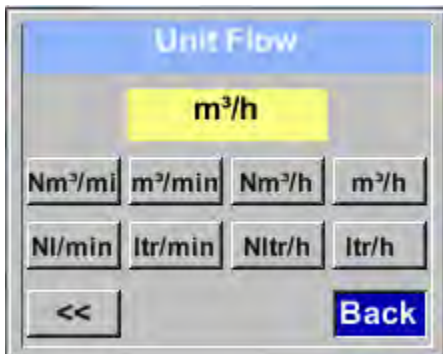 Unit Flow
m³/h
Nm³/mi m³/min Nm³/h m³/h
Nl/min ltr/min Nltr/h ltr/h
<< Back